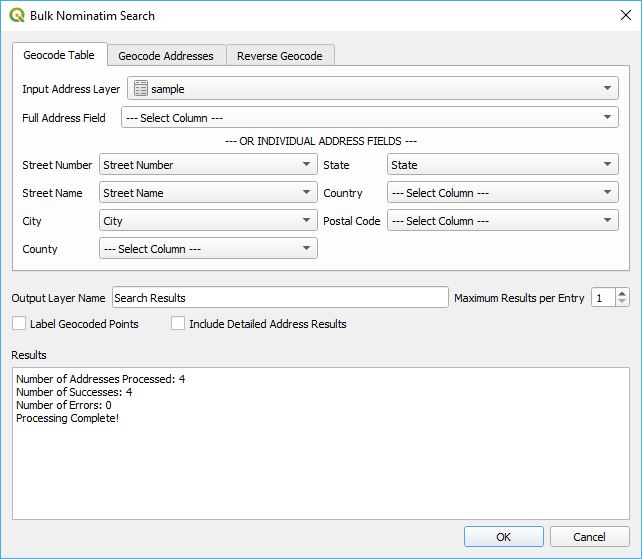 Bulk Nominatim Search
Geocode Table Geocode Addresses Reverse Geocode
Input Address Layer sample
Full Address Field --- Select Column ---
--- OR INDIVIDUAL ADDRESS FIELDS ---
Street Number Street Number State State
Street Name Street Name Country --- Select Column ---
City City Postal Code --- Select Column ---
County --- Select Column ---
Output Layer Name Search Results Maximum Results per Entry 1
Label Geocoded Points Include Detailed Address Results
Results
Number of Addresses Processed: 4
Number of Successes: 4
Number of Errors: 0
Processing Complete!
OK Cancel